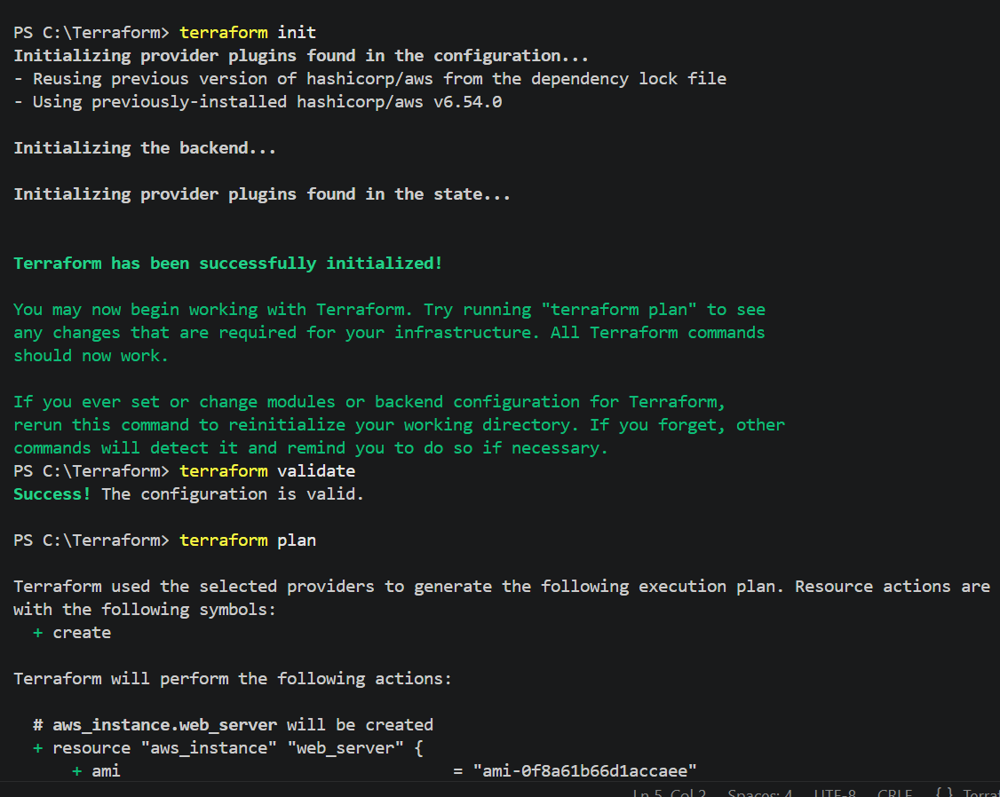 PS C:\Terraform> terraform init
Initializing provider plugins found in the configuration...
- Reusing previous version of hashicorp/aws from the dependency lock file
- Using previously-installed hashicorp/aws v6.54.0
Initializing the backend...
Initializing provider plugins found in the state...
Terraform has been successfully initialized!
You may now begin working with Terraform. Try running "terraform plan" to see
any changes that are required for your infrastructure. All Terraform commands
should now work.
If you ever set or change modules or backend configuration for Terraform,
rerun this command to reinitialize your working directory. If you forget, other
commands will detect it and remind you to do so if necessary.
PS C:\Terraform> terraform validate
Success! The configuration is valid.
PS C:\Terraform> terraform plan
Terraform used the selected providers to generate the following execution plan. Resource actions are
with the following symbols:
  + create
Terraform will perform the following actions:
  # aws_instance.web_server will be created
  + resource "aws_instance" "web_server" {
      + ami                                  = "ami-0f8a61b66d1accaee"
Ln 5, Col 2 Spaces: 4 UTF-8 CRLF { } Terraf